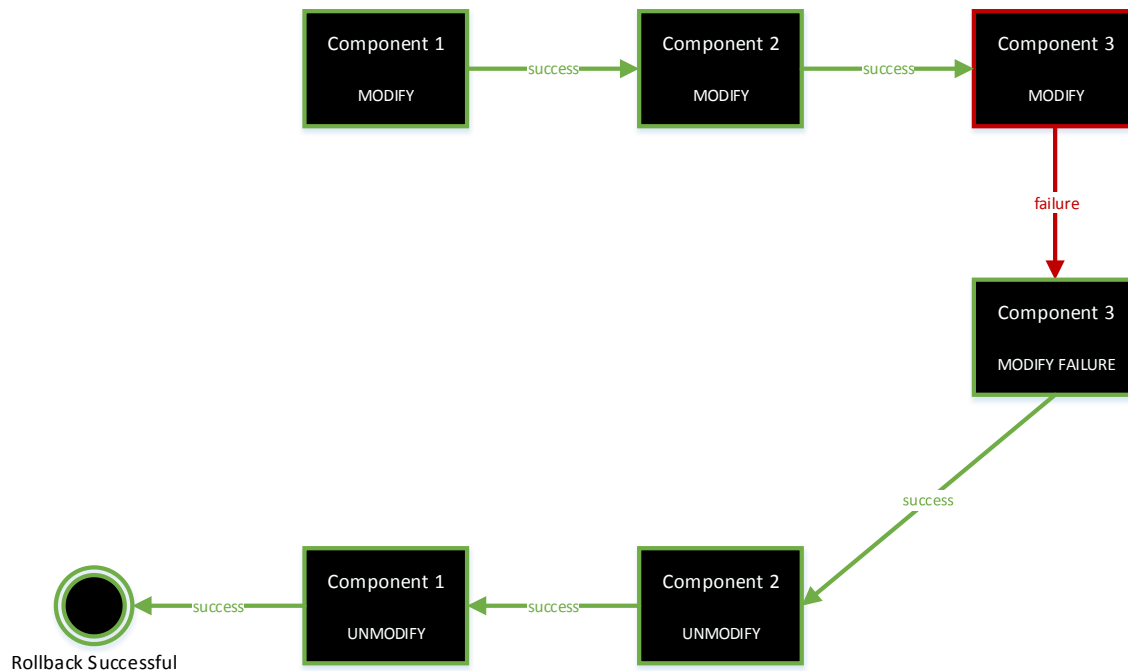 Component 1
MODIFY
success
Component 2
MODIFY
success
Component 3
MODIFY
failure
Component 3
MODIFY FAILURE
success
Component 2
UNMODIFY
success
Component 1
UNMODIFY
success
Rollback Successful